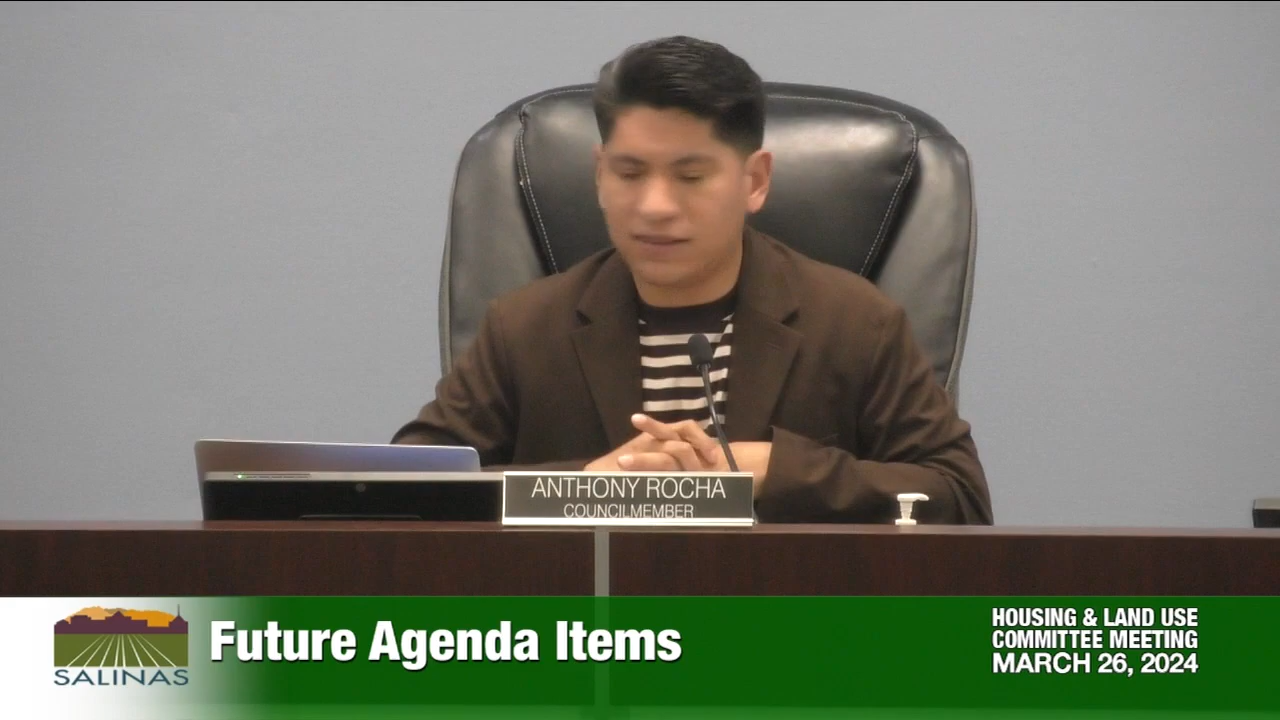 ANTHONY ROCHA
COUNCILMEMBER
SALINAS
Future Agenda Items
HOUSING & LAND USE
COMMITTEE MEETING
MARCH 26, 2024